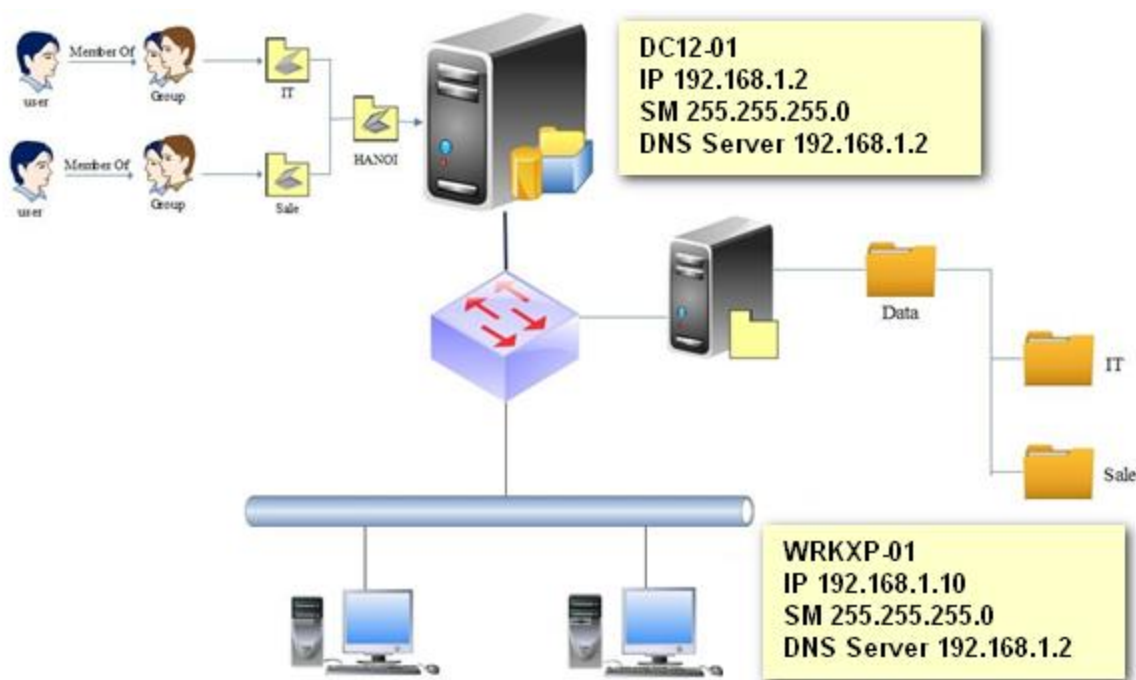 Member Of
user
Group
IT
HANOI
Member Of
user
Group
Sale
DC12-01
IP 192.168.1.2
SM 255.255.255.0
DNS Server 192.168.1.2
Data
IT
Sale
WRKXP-01
IP 192.168.1.10
SM 255.255.255.0
DNS Server 192.168.1.2